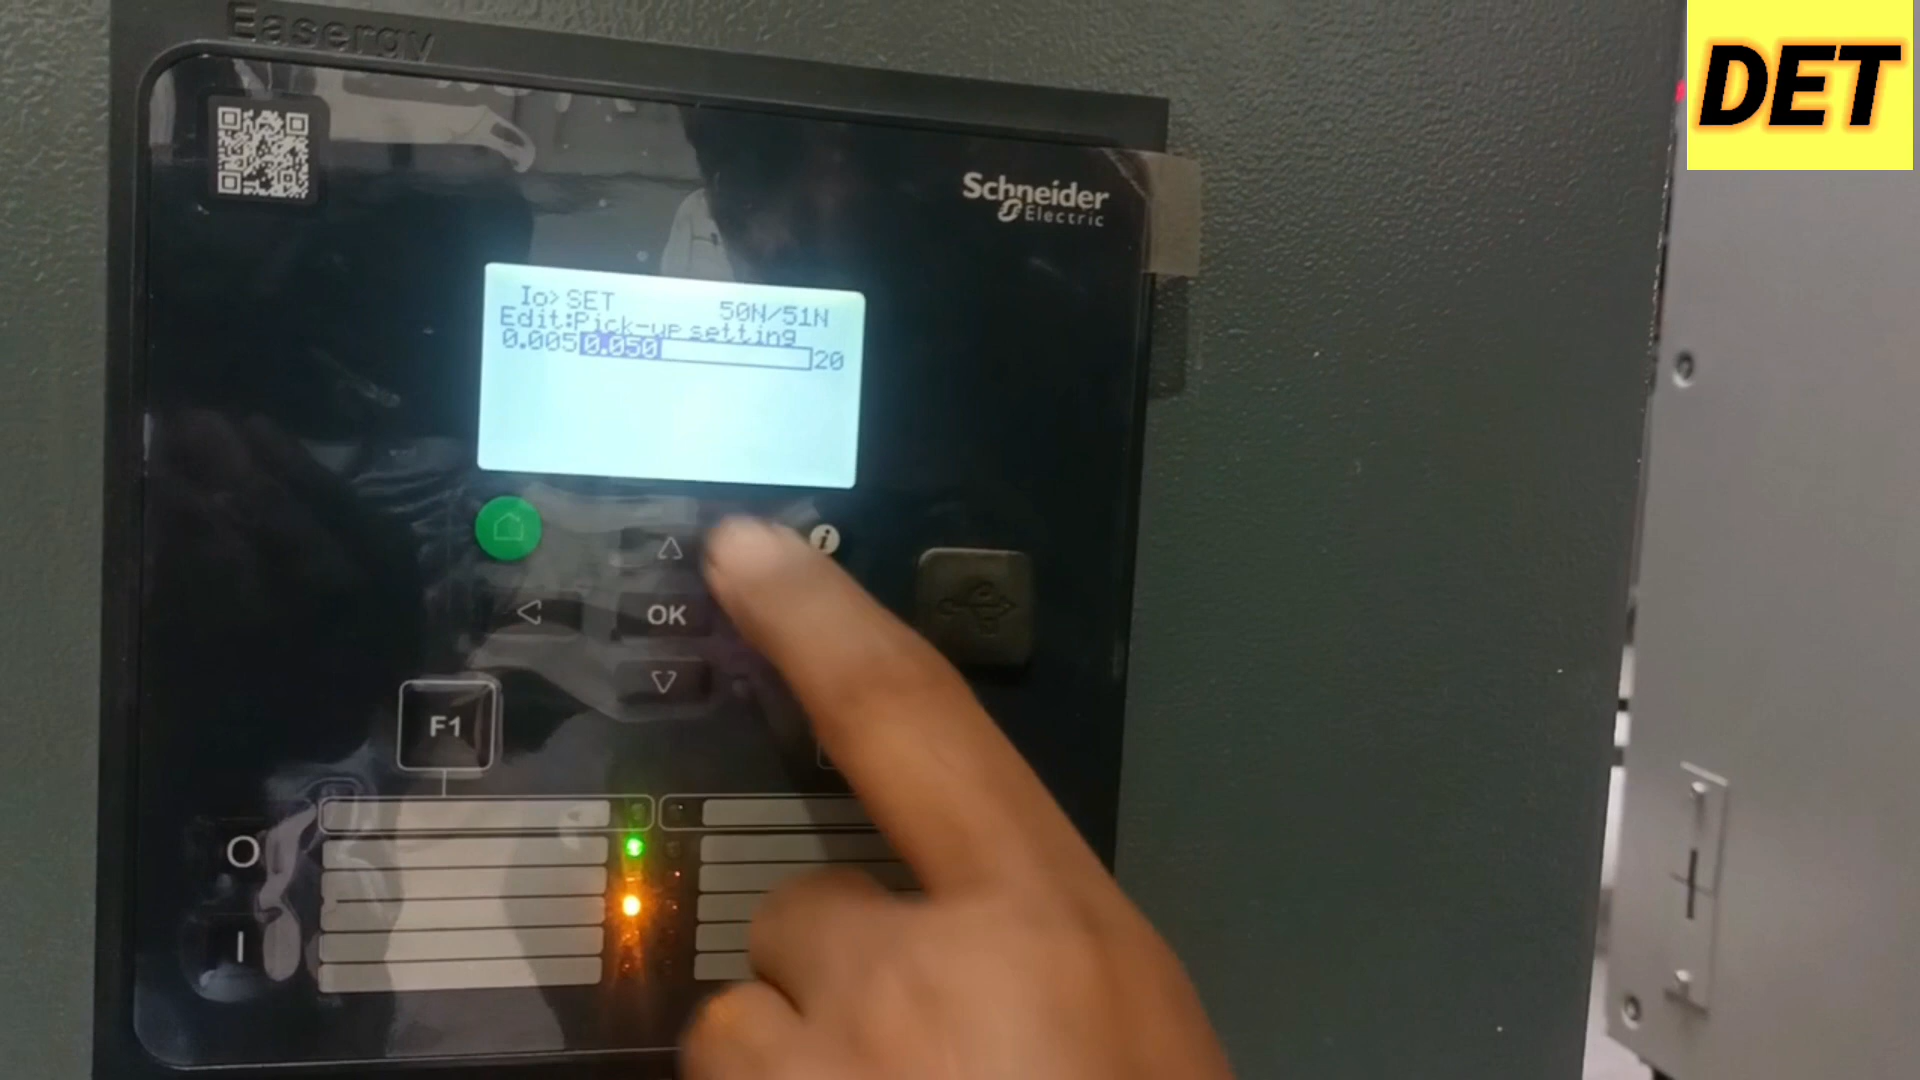 Easergy
DET
Schneider
Electric
Io> SET 50N/51N
Edit:Pick-up setting
0.005 0.050 20
i
OK
F1
O
I